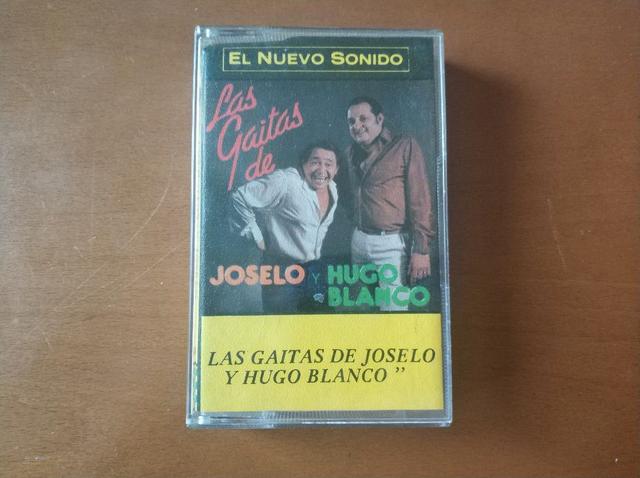 EL NUEVO SONIDO
Las
Gaitas
de
JOSELO Y HUGO
BLANCO
LAS GAITAS DE JOSELO
Y HUGO BLANCO ”